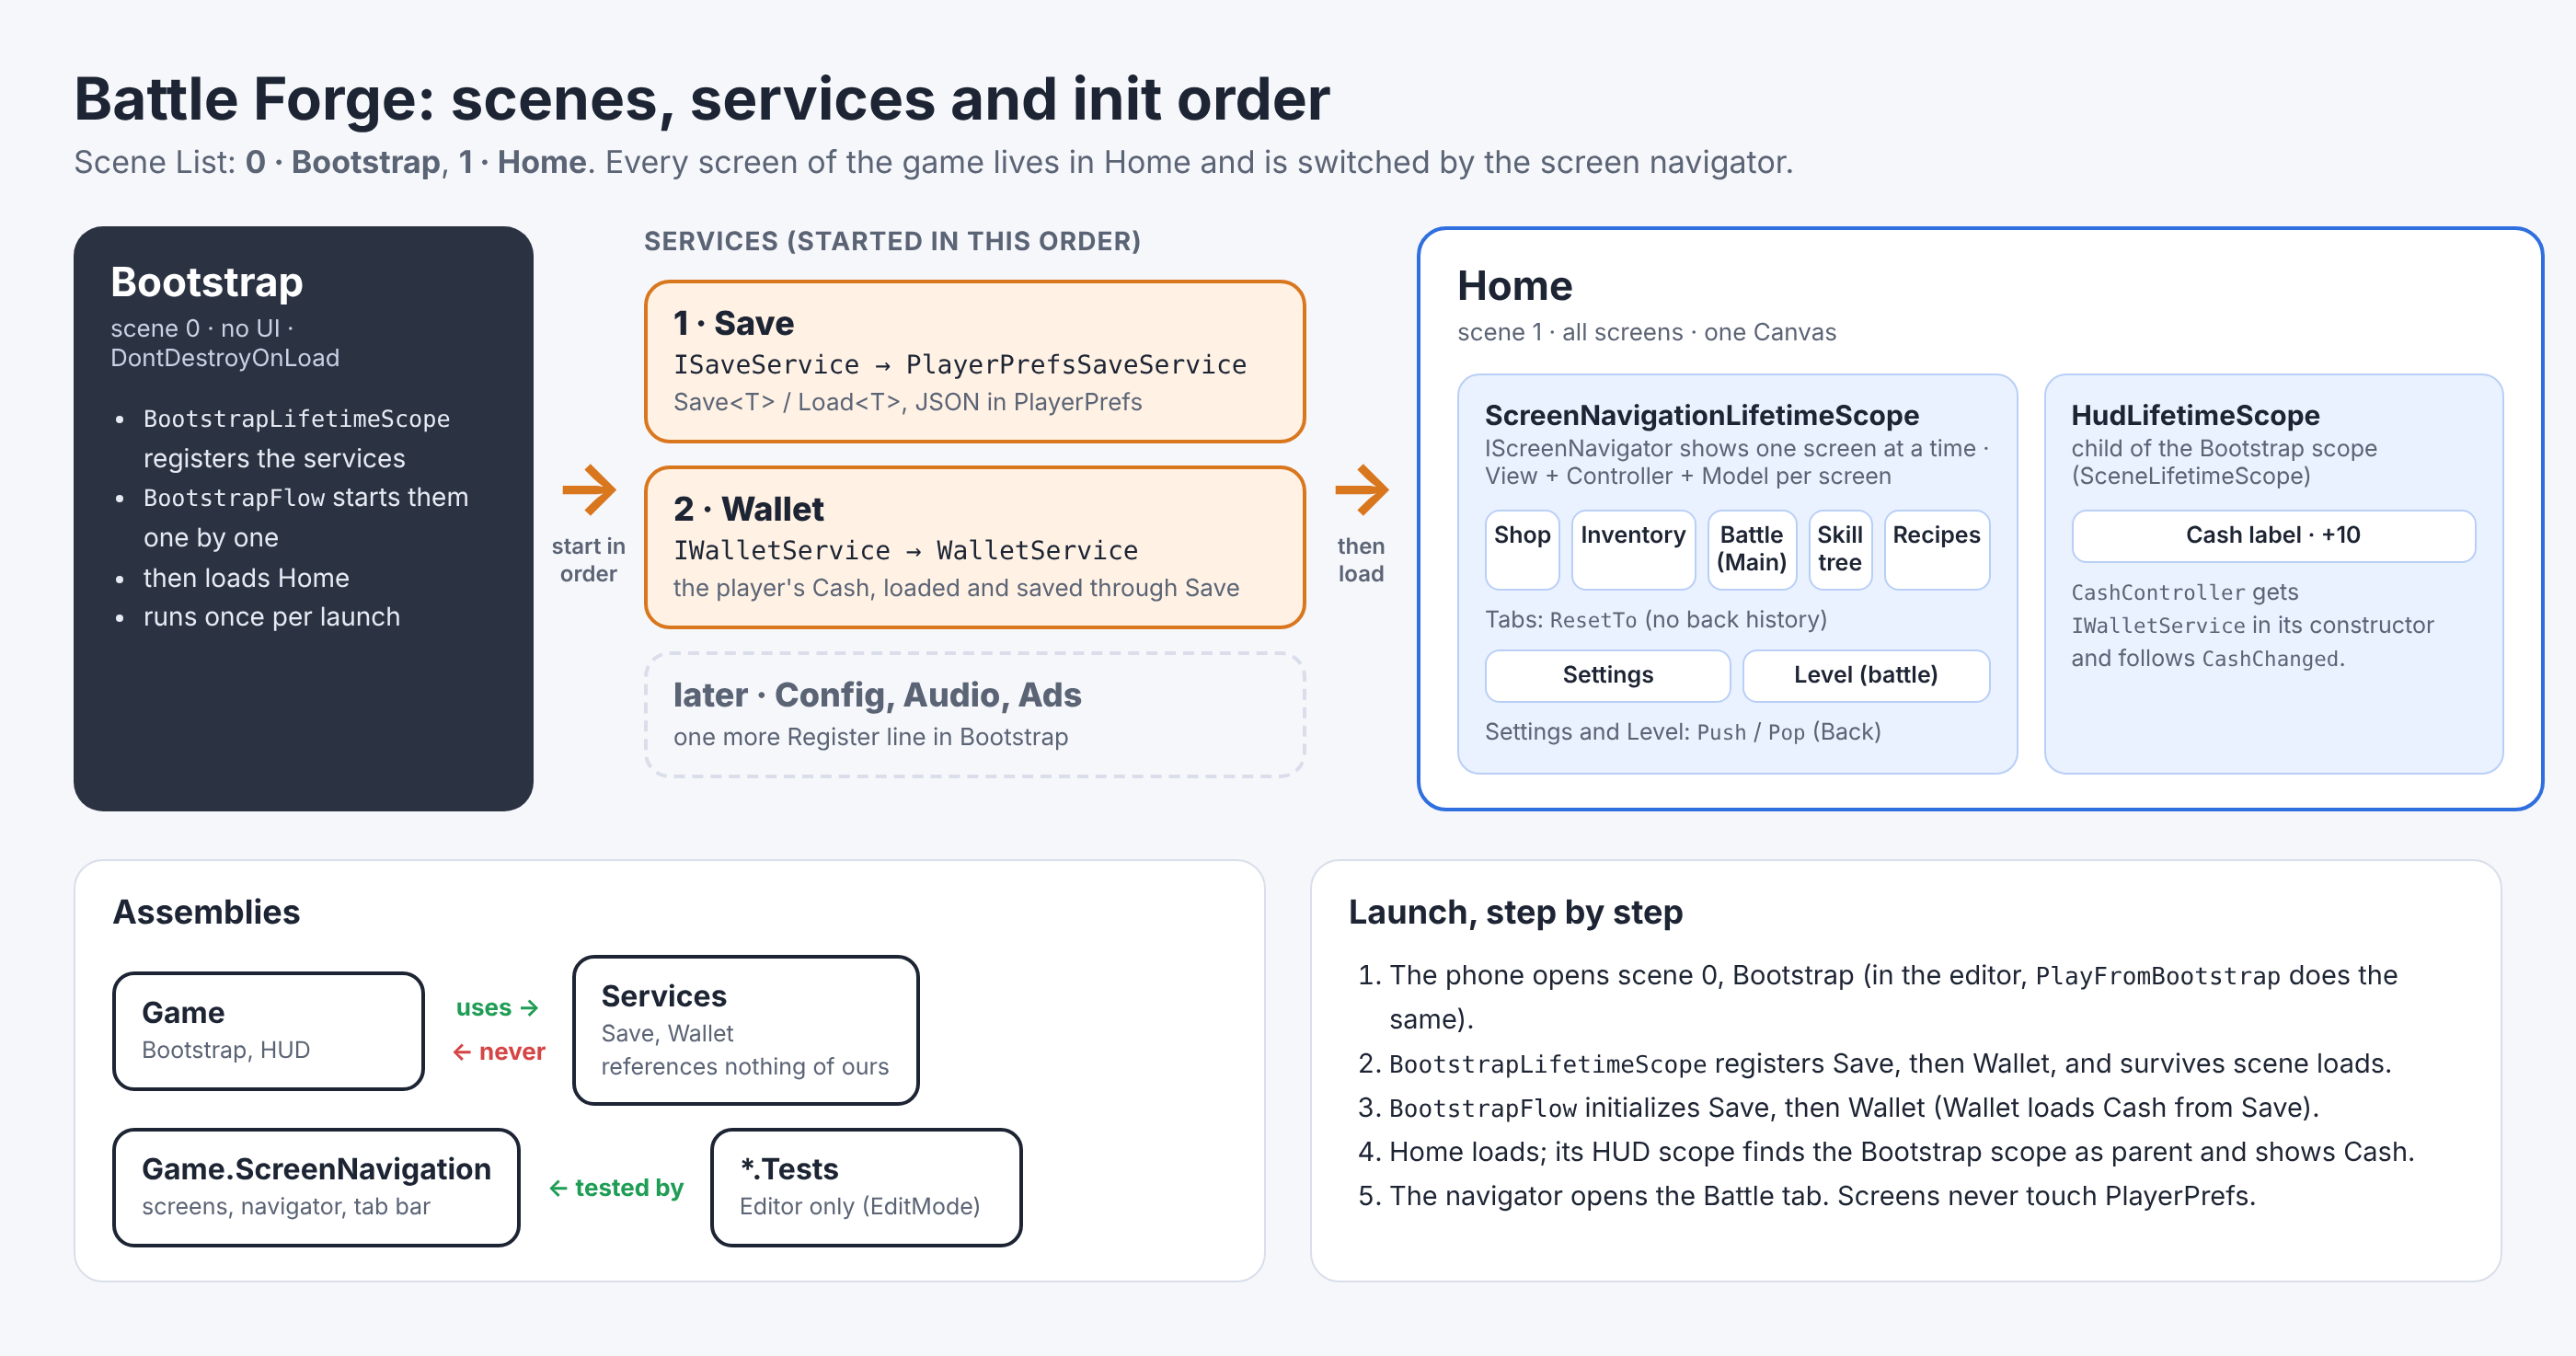 Battle Forge: scenes, services and init order
Scene List: 0 · Bootstrap, 1 · Home. Every screen of the game lives in Home and is switched by the screen navigator.
Bootstrap
scene 0 · no UI ·
DontDestroyOnLoad
• BootstrapLifetimeScope
registers the services
• BootstrapFlow starts them
one by one
• then loads Home
• runs once per launch
→
start in
order
SERVICES (STARTED IN THIS ORDER)
1 · Save
ISaveService → PlayerPrefsSaveService
Save<T> / Load<T>, JSON in PlayerPrefs
2 · Wallet
IWalletService → WalletService
the player's Cash, loaded and saved through Save
later · Config, Audio, Ads
one more Register line in Bootstrap
→
then
load
Home
scene 1 · all screens · one Canvas
ScreenNavigationLifetimeScope
IScreenNavigator shows one screen at a time ·
View + Controller + Model per screen
Shop
Inventory
Battle
(Main)
Skill
tree
Recipes
Tabs: ResetTo (no back history)
Settings
Level (battle)
Settings and Level: Push / Pop (Back)
HudLifetimeScope
child of the Bootstrap scope
(SceneLifetimeScope)
Cash label · +10
CashController gets
IWalletService in its constructor
and follows CashChanged.
Assemblies
Game
Bootstrap, HUD
uses →
← never
Services
Save, Wallet
references nothing of ours
Game.ScreenNavigation
screens, navigator, tab bar
← tested by
*.Tests
Editor only (EditMode)
Launch, step by step
1. The phone opens scene 0, Bootstrap (in the editor, PlayFromBootstrap does the
same).
2. BootstrapLifetimeScope registers Save, then Wallet, and survives scene loads.
3. BootstrapFlow initializes Save, then Wallet (Wallet loads Cash from Save).
4. Home loads; its HUD scope finds the Bootstrap scope as parent and shows Cash.
5. The navigator opens the Battle tab. Screens never touch PlayerPrefs.